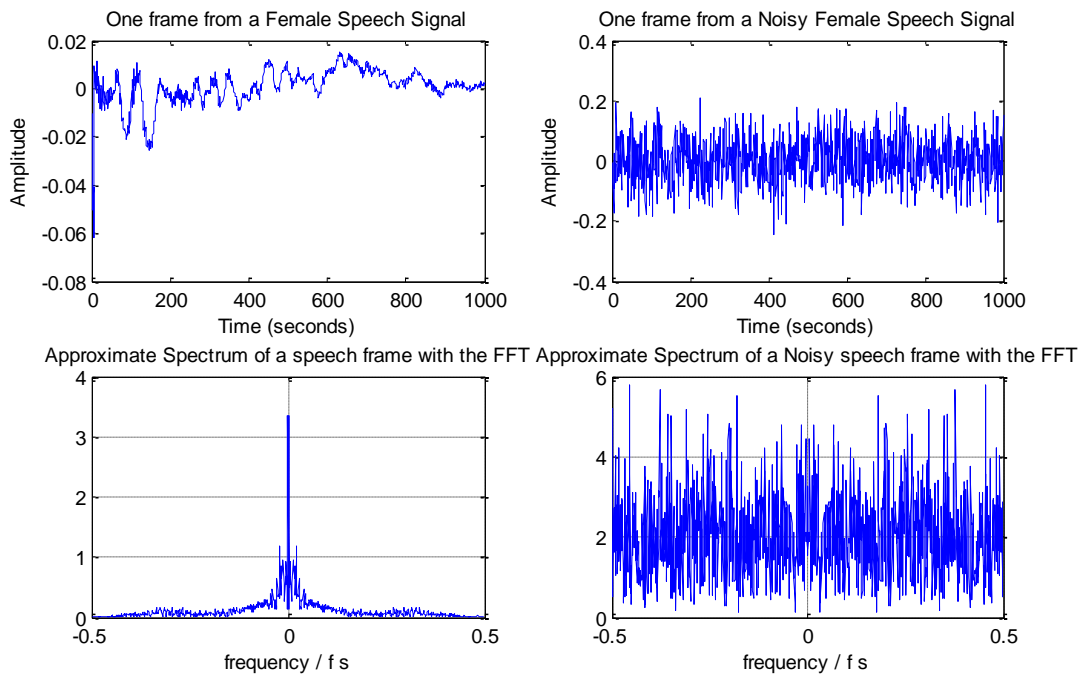 One frame from a Female Speech Signal
0.02
0
-0.02
-0.04
-0.06
-0.08
Amplitude
0 200 400 600 800 1000
Time (seconds)
One frame from a Noisy Female Speech Signal
0.4
0.2
0
-0.2
-0.4
Amplitude
0 200 400 600 800 1000
Time (seconds)
Approximate Spectrum of a speech frame with the FFT
4
3
2
1
0
-0.5 0 0.5
frequency / f s
Approximate Spectrum of a Noisy speech frame with the FFT
6
4
2
0
-0.5 0 0.5
frequency / f s